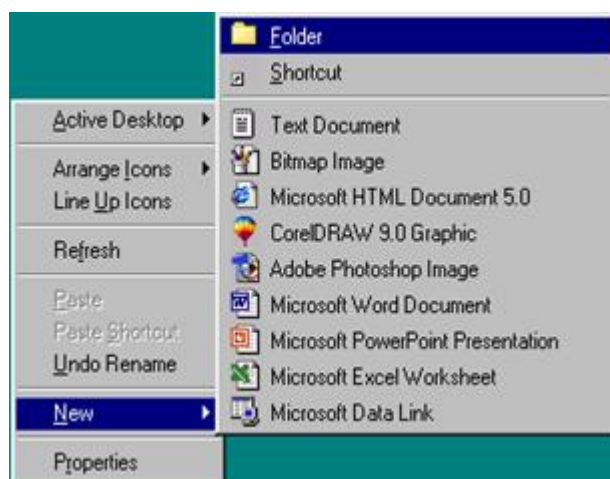 Active Desktop
Arrange Icons
Line Up Icons
Refresh
Paste
Paste Shortcut
Undo Rename
New
Properties
Folder
Shortcut
Text Document
Bitmap Image
Microsoft HTML Document 5.0
CorelDRAW 9.0 Graphic
Adobe Photoshop Image
Microsoft Word Document
Microsoft PowerPoint Presentation
Microsoft Excel Worksheet
Microsoft Data Link